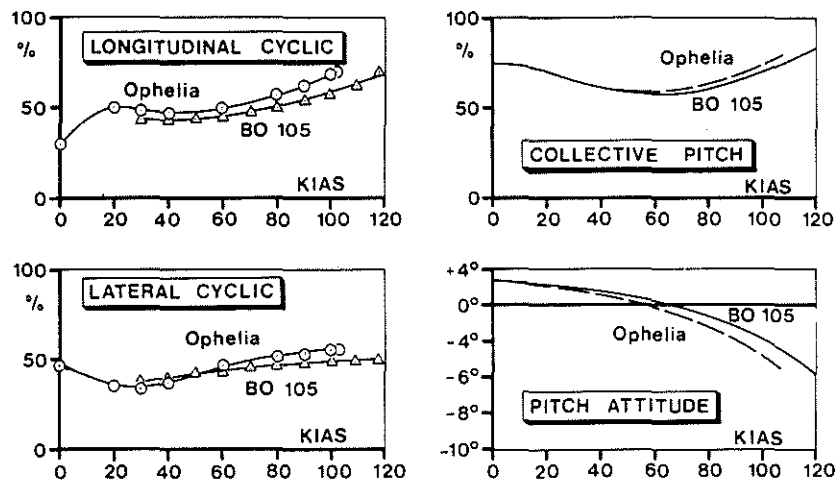 100
%
50
0
LONGITUDINAL CYCLIC
Ophelia
BO 105
KIAS
0 20 40 60 80 100 120
100
%
50
0
Ophelia
BO 105
COLLECTIVE PITCH
KIAS
0 20 40 60 80 100 120
100
%
50
0
LATERAL CYCLIC
Ophelia
BO 105
KIAS
0 20 40 60 80 100 120
+4°
0°
-4°
-6°
-8°
-10°
BO 105
Ophelia
PITCH ATTITUDE
KIAS
0 20 40 60 80 100 120